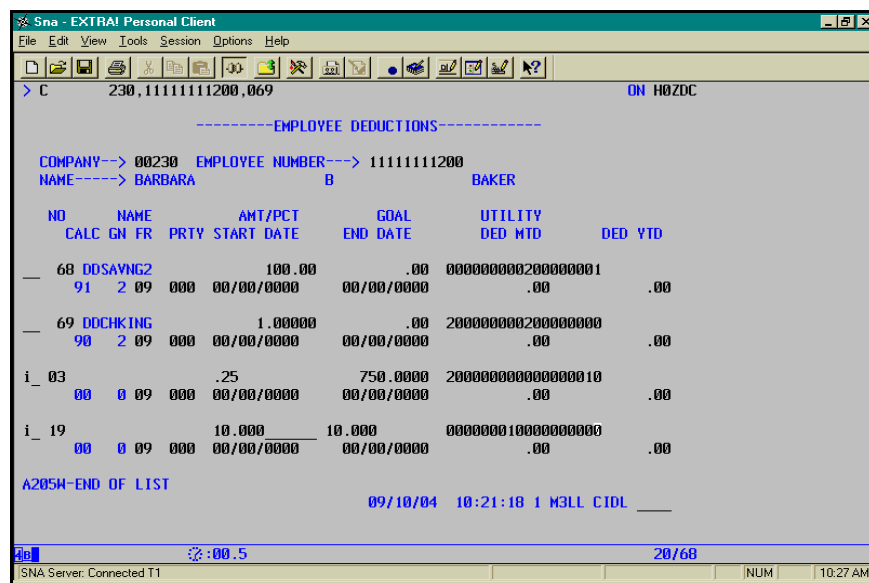 Sna - EXTRA! Personal Client
File Edit View Tools Session Options Help
> C 230,11111111200,069 ON H0ZDC
---------EMPLOYEE DEDUCTIONS------------
COMPANY--> 00230 EMPLOYEE NUMBER---> 11111111200
NAME-----> BARBARA B BAKER
NO NAME AMT/PCT GOAL UTILITY
CALC GN FR PRTY START DATE END DATE DED MTD DED YTD
__ 68 DDSAVNG2 100.00 .00 000000000200000001
91 2 09 000 00/00/0000 00/00/0000 .00 .00
__ 69 DDCHKING 1.00000 .00 200000000200000000
90 2 09 000 00/00/0000 00/00/0000 .00 .00
i_ 03 .25 750.0000 200000000000000010
00 0 09 000 00/00/0000 00/00/0000 .00 .00
i_ 19 10.000______ 10.000 000000010000000000
00 0 09 000 00/00/0000 00/00/0000 .00 .00
A205W-END OF LIST
09/10/04 10:21:18 1 M3LL CIDL ____
4B :00.5 20/68
SNA Server: Connected T1 NUM 10:27 AM